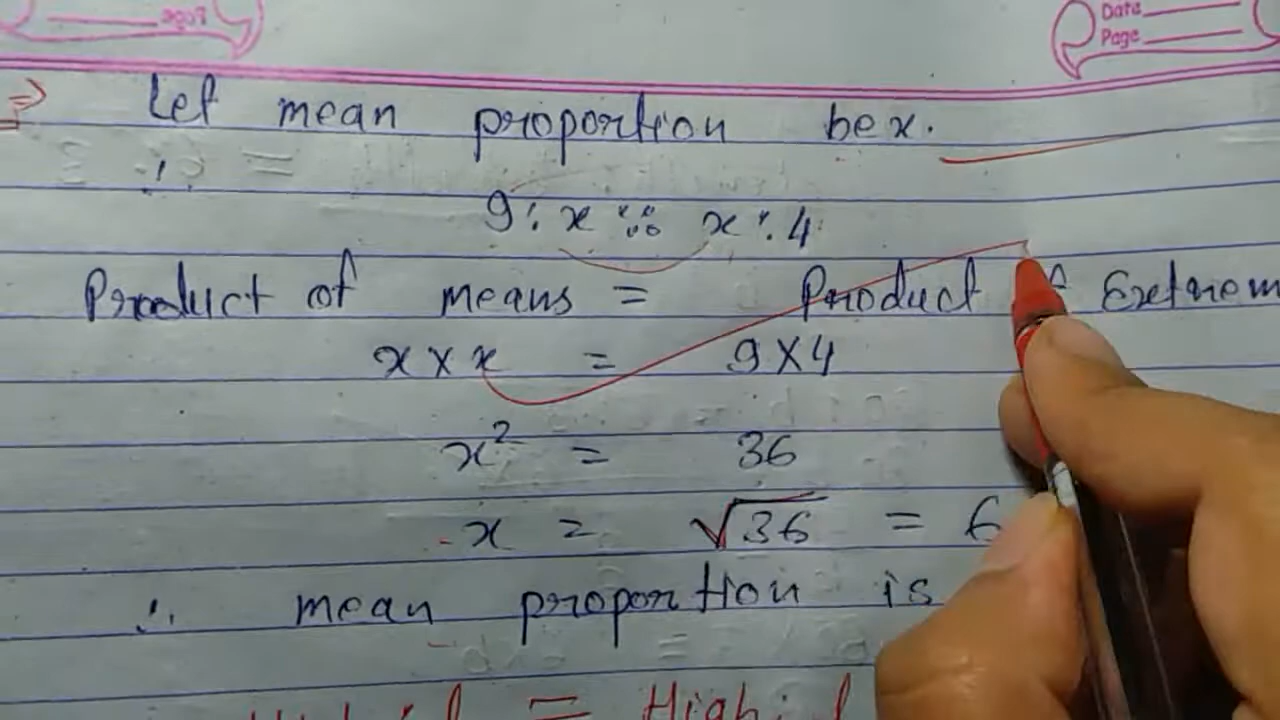 Date
Page
Let mean proportion be x.
∴
9 : x :: x : 4
Product of means = Product of Extrem
x × x = 9 × 4
x² = 36
x = √36 = 6
∴ mean proportion is
= High